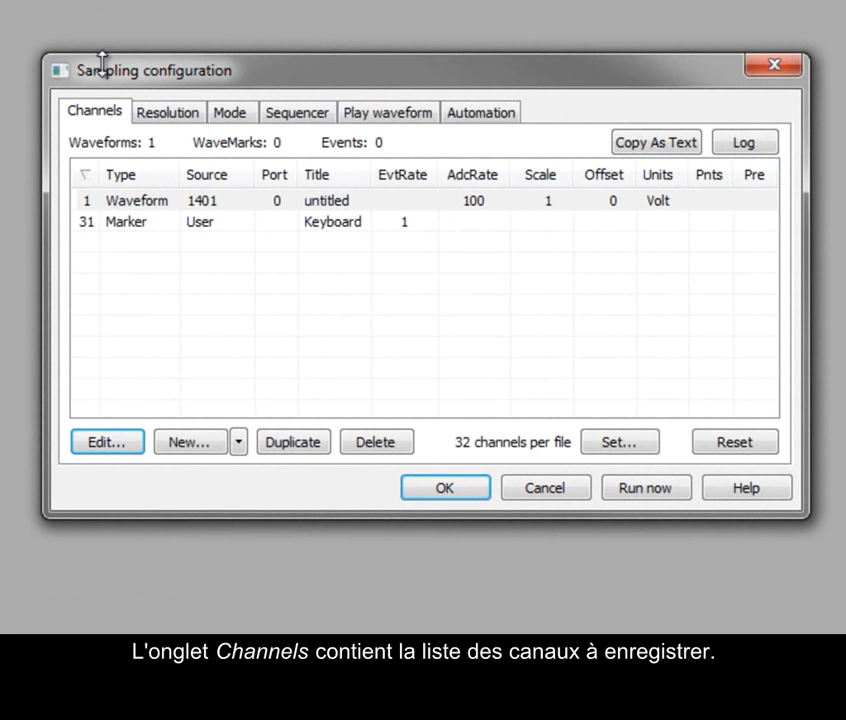 Sampling configuration
Channels Resolution Mode Sequencer Play waveform Automation
Waveforms: 1 WaveMarks: 0 Events: 0 Copy As Text Log
Type Source Port Title EvtRate AdcRate Scale Offset Units Pnts Pre
1 Waveform 1401 0 untitled 100 1 0 Volt
31 Marker User Keyboard 1
Edit... New... Duplicate Delete 32 channels per file Set... Reset
OK Cancel Run now Help
L'onglet Channels contient la liste des canaux à enregistrer.